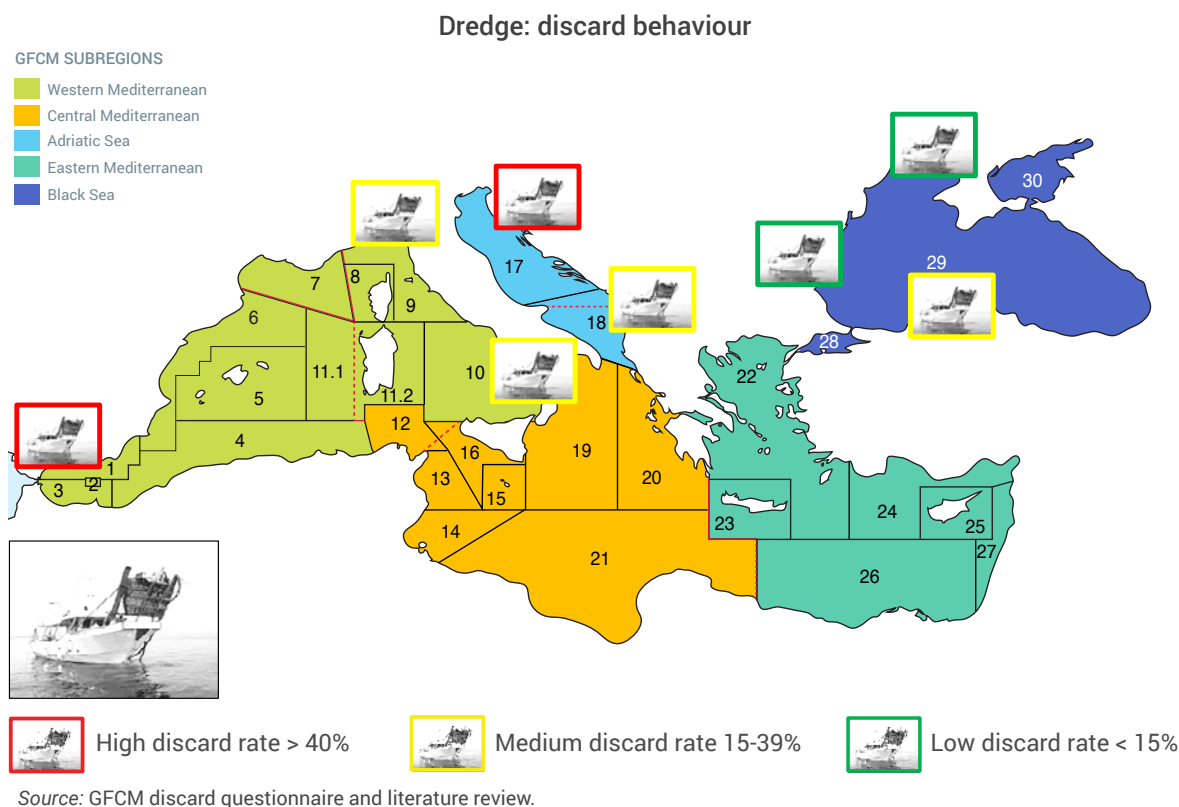 Dredge: discard behaviour
GFCM SUBREGIONS
Western Mediterranean
Central Mediterranean
Adriatic Sea
Eastern Mediterranean
Black Sea
30
29
28
17
18
7
8
9
6
11.1
10
5
11.2
22
12
4
16
19
20
1
2
3
13
15
14
23
24
25
27
21
26
High discard rate > 40%
Medium discard rate 15-39%
Low discard rate < 15%
Source: GFCM discard questionnaire and literature review.